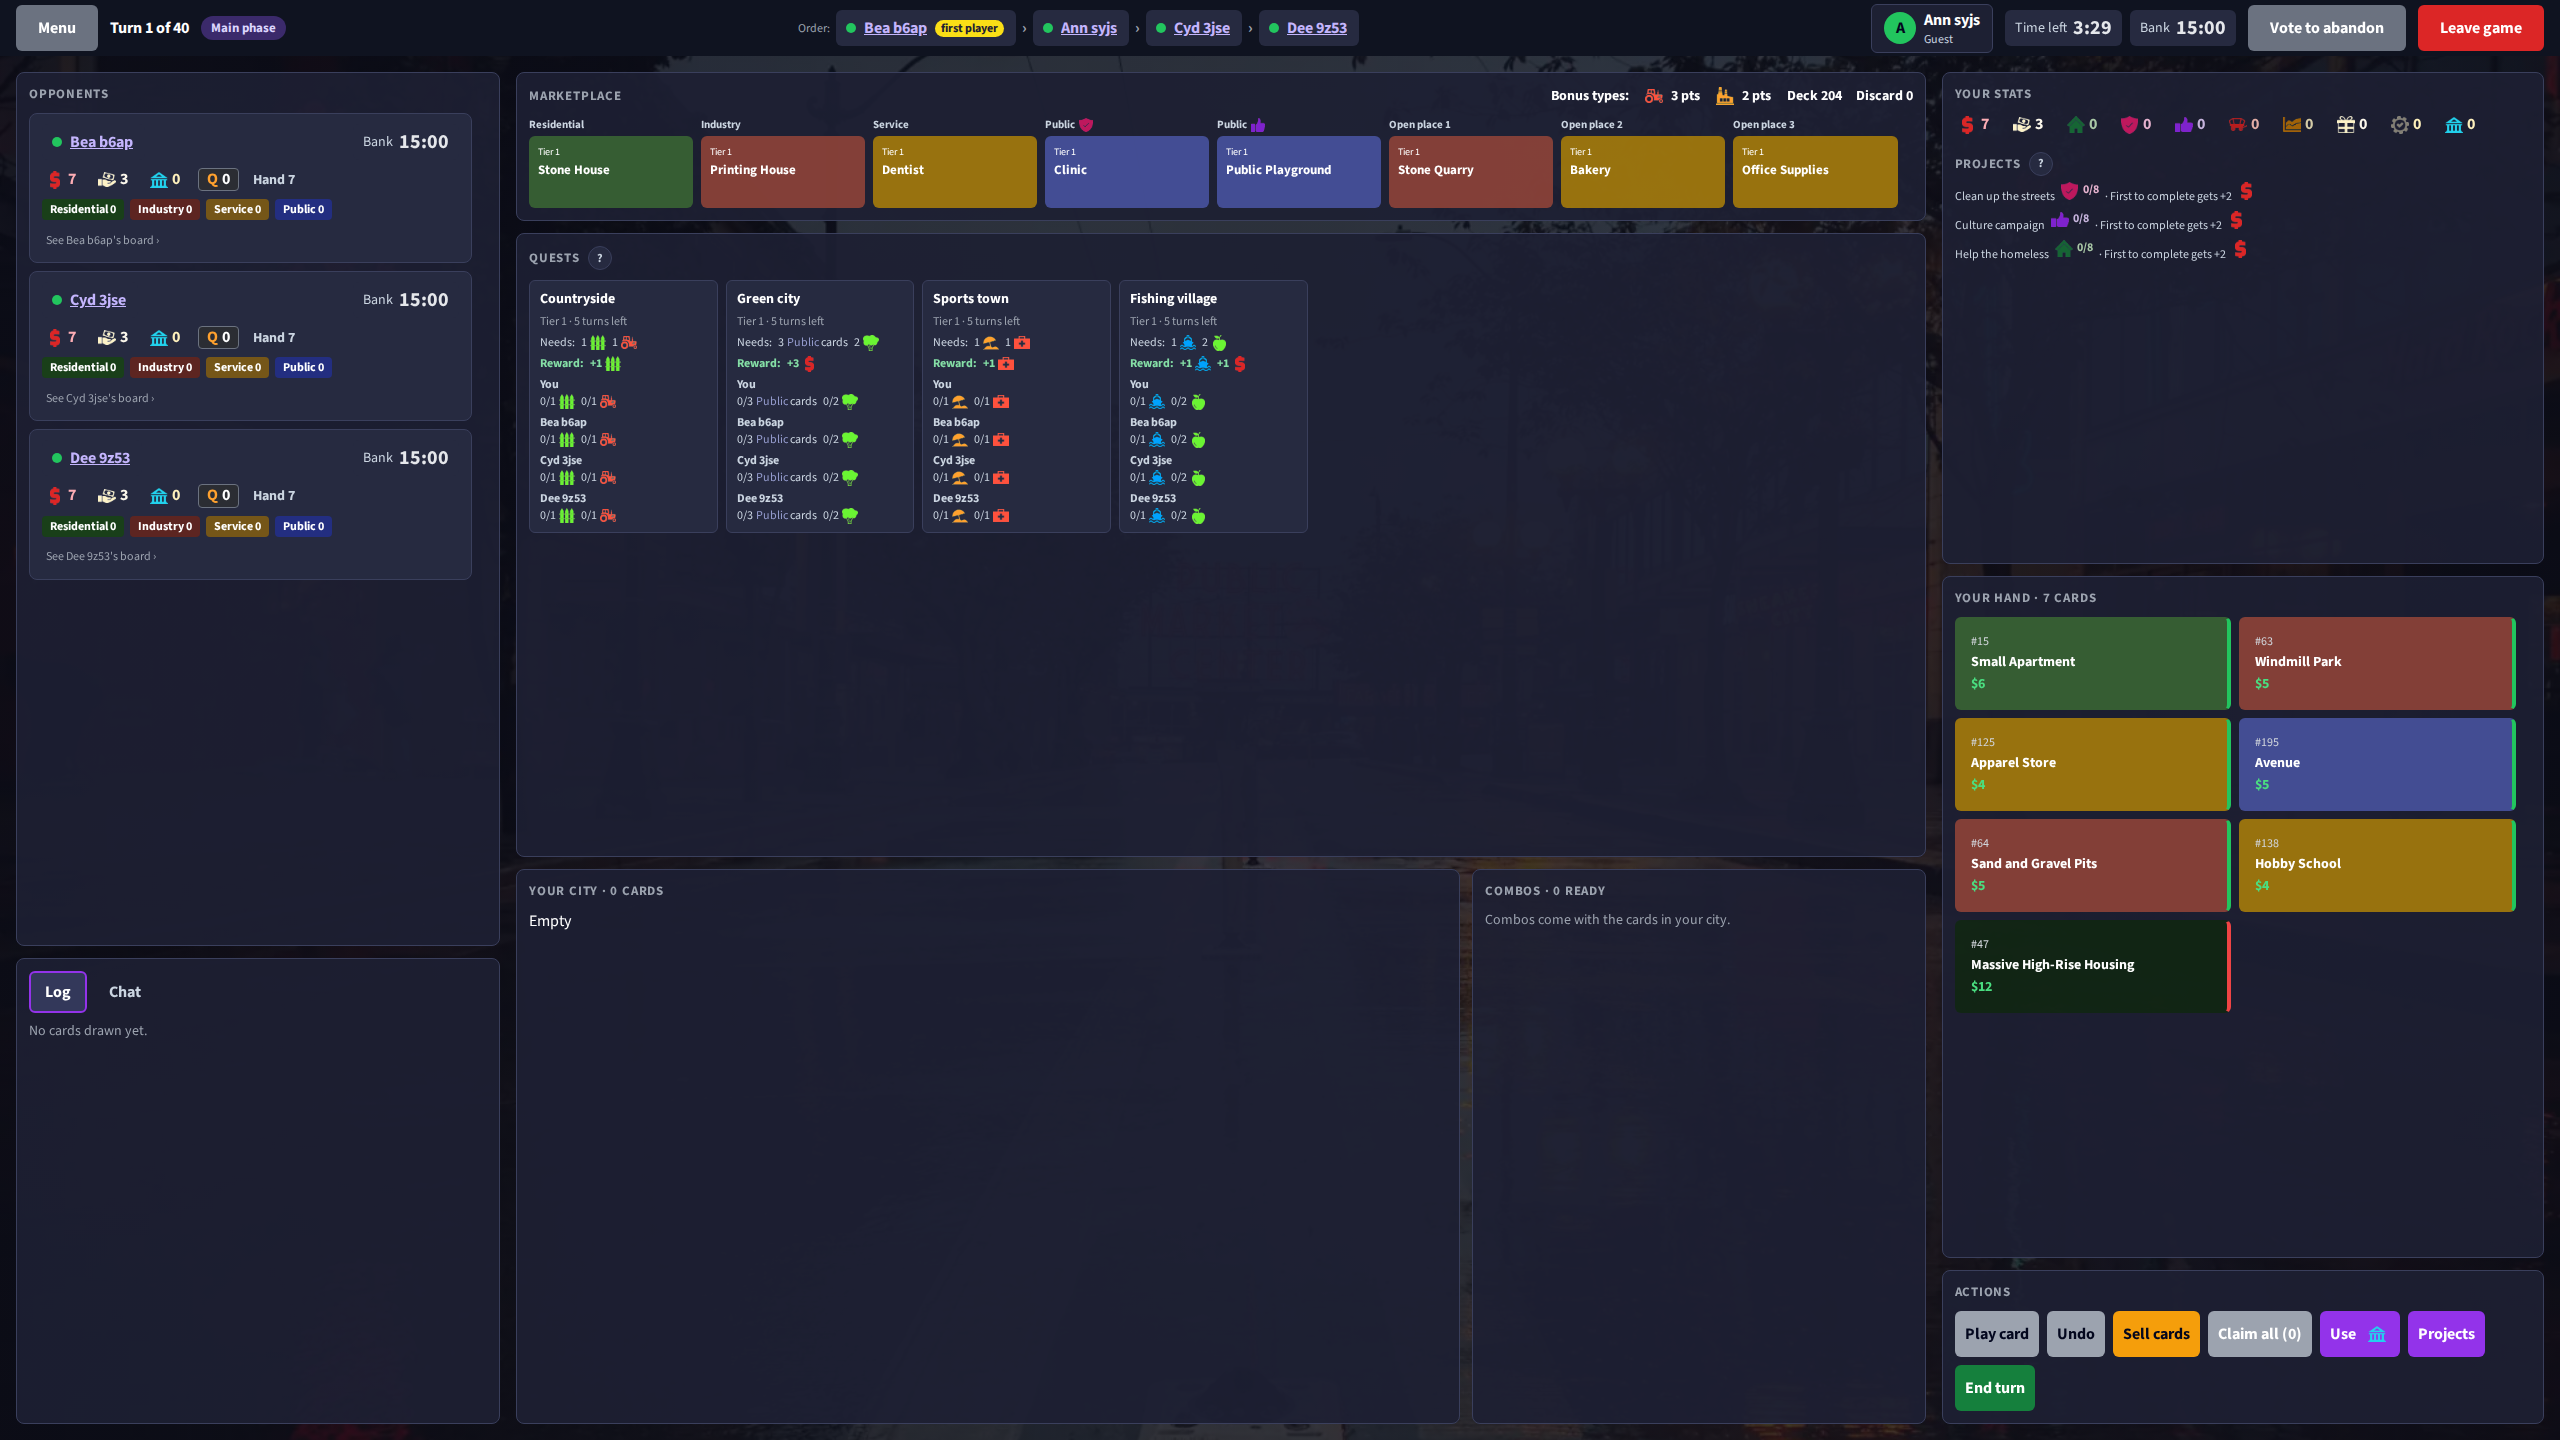 Menu
Turn 1 of 40
Main phase
Order:
Bea b6ap first player › Ann syjs › Cyd 3jse › Dee 9z53
A
Ann syjs
Guest
Time left 3:29
Bank 15:00
Vote to abandon
Leave game
OPPONENTS
Bea b6ap
Bank 15:00
7 3 0 Q 0 Hand 7
Residential 0 Industry 0 Service 0 Public 0
See Bea b6ap's board ›
Cyd 3jse
Bank 15:00
7 3 0 Q 0 Hand 7
Residential 0 Industry 0 Service 0 Public 0
See Cyd 3jse's board ›
Dee 9z53
Bank 15:00
7 3 0 Q 0 Hand 7
Residential 0 Industry 0 Service 0 Public 0
See Dee 9z53's board ›
Log
Chat
No cards drawn yet.
MARKETPLACE
Bonus types: 3 pts 2 pts Deck 204 Discard 0
Residential
Tier 1
Stone House
Industry
Tier 1
Printing House
Service
Tier 1
Dentist
Public
Tier 1
Clinic
Public
Tier 1
Public Playground
Open place 1
Tier 1
Stone Quarry
Open place 2
Tier 1
Bakery
Open place 3
Tier 1
Office Supplies
QUESTS ?
Countryside
Tier 1 · 5 turns left
Needs: 1 1
Reward: +1
You
0/1 0/1
Bea b6ap
0/1 0/1
Cyd 3jse
0/1 0/1
Dee 9z53
0/1 0/1
Green city
Tier 1 · 5 turns left
Needs: 3 Public cards 2
Reward: +3 $
You
0/3 Public cards 0/2
Bea b6ap
0/3 Public cards 0/2
Cyd 3jse
0/3 Public cards 0/2
Dee 9z53
0/3 Public cards 0/2
Sports town
Tier 1 · 5 turns left
Needs: 1 1
Reward: +1
You
0/1 0/1
Bea b6ap
0/1 0/1
Cyd 3jse
0/1 0/1
Dee 9z53
0/1 0/1
Fishing village
Tier 1 · 5 turns left
Needs: 1 2
Reward: +1 +1 $
You
0/1 0/2
Bea b6ap
0/1 0/2
Cyd 3jse
0/1 0/2
Dee 9z53
0/1 0/2
YOUR CITY · 0 CARDS
Empty
COMBOS · 0 READY
Combos come with the cards in your city.
YOUR STATS
$ 7 3 0 0 0 0 0 0 0 0
PROJECTS ?
Clean up the streets 0/8 · First to complete gets +2 $
Culture campaign 0/8 · First to complete gets +2 $
Help the homeless 0/8 · First to complete gets +2 $
YOUR HAND · 7 CARDS
#15
Small Apartment
$6
#63
Windmill Park
$5
#125
Apparel Store
$4
#195
Avenue
$5
#64
Sand and Gravel Pits
$5
#138
Hobby School
$4
#47
Massive High-Rise Housing
$12
ACTIONS
Play card
Undo
Sell cards
Claim all (0)
Use
Projects
End turn